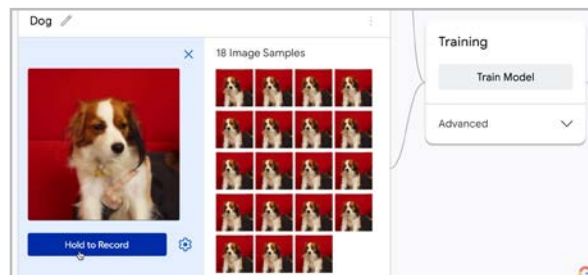 Dog
18 Image Samples
Hold to Record
Training
Train Model
Advanced